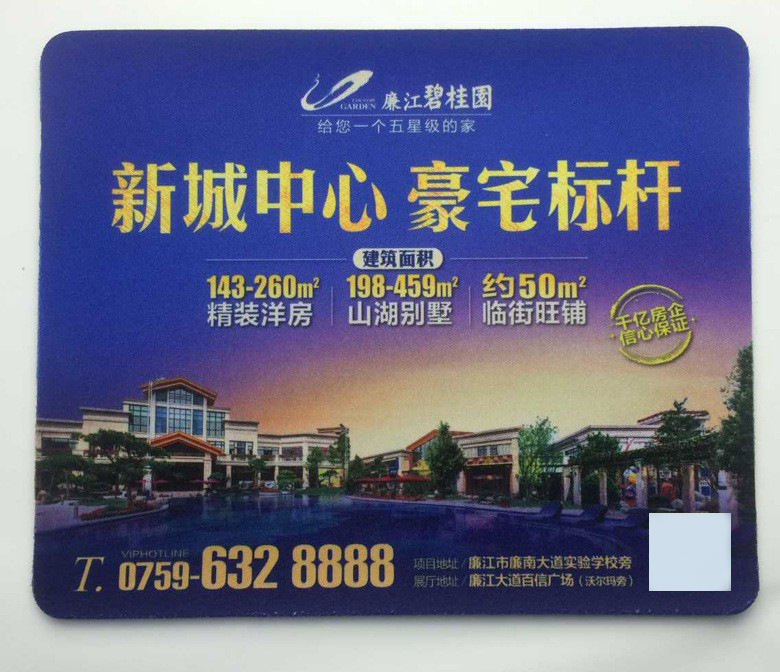 COUNTRY GARDEN 廉江碧桂園
给您一个五星级的家
新城中心 豪宅标杆
建筑面积
143-260m² 198-459m² 约50m²
精装洋房 山湖别墅 临街旺铺
千亿房企
信心保证
VIPHOTLINE
T. 0759-632 8888
项目地址/廉江市廉南大道实验学校旁
展厅地址/廉江大道百信广场(沃尔玛旁)